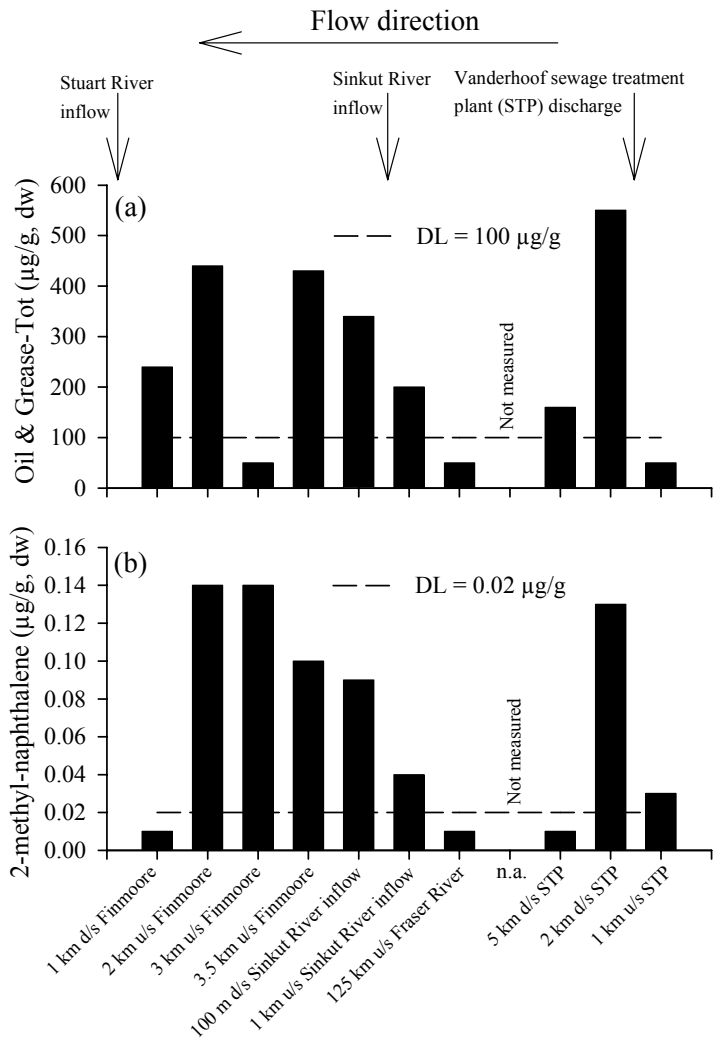 Flow direction
Stuart River
inflow
Sinkut River
inflow
Vanderhoof sewage treatment
plant (STP) discharge
(a)
DL = 100 µg/g
Oil & Grease-Tot (µg/g, dw)
600
500
400
300
200
100
0
Not measured
(b)
DL = 0.02 µg/g
2-methyl-naphthalene (µg/g, dw)
0.16
0.14
0.12
0.10
0.08
0.06
0.04
0.02
0.00
Not measured
1 km d/s Finmoore
2 km u/s Finmoore
3 km u/s Finmoore
3.5 km u/s Finmoore
100 m d/s Sinkut River inflow
1 km u/s Sinkut River inflow
125 km u/s Fraser River
n.a.
5 km d/s STP
2 km d/s STP
1 km u/s STP